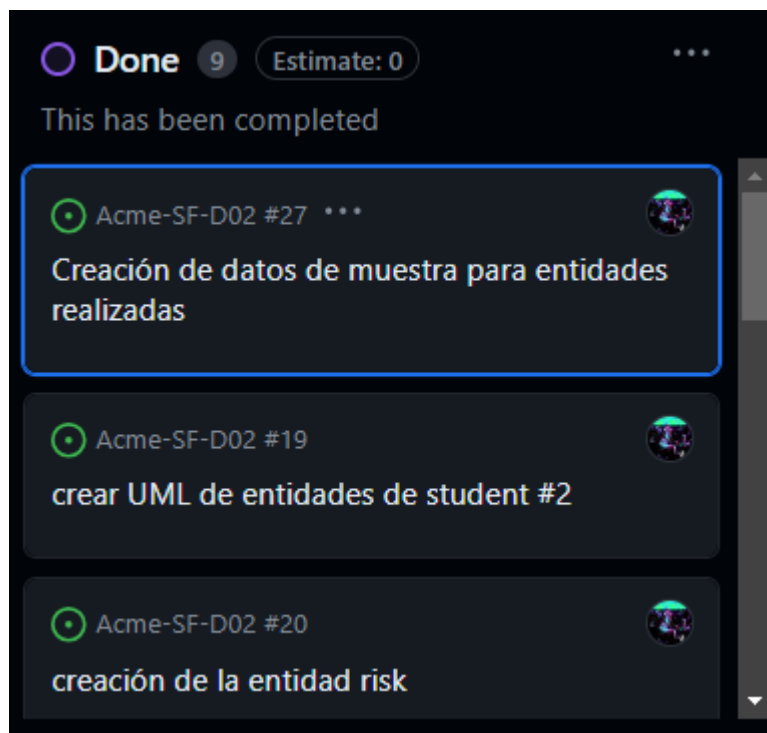 Done 9 Estimate: 0
This has been completed
Acme-SF-D02 #27
Creación de datos de muestra para entidades
realizadas
Acme-SF-D02 #19
crear UML de entidades de student #2
Acme-SF-D02 #20
creación de la entidad risk